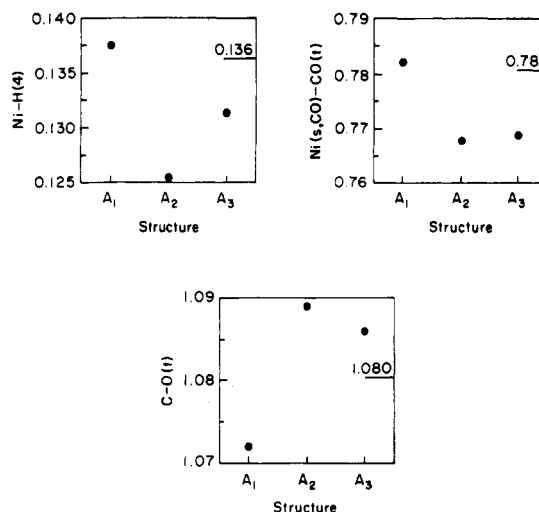 Ni-H(4)
0.140
0.135
0.130
0.125
0.136
A₁ A₂ A₃
Structure
Ni(s,CO)-CO(t)
0.79
0.78
0.77
0.76
0.78
A₁ A₂ A₃
Structure
C-O(t)
1.09
1.08
1.07
1.080
A₁ A₂ A₃
Structure